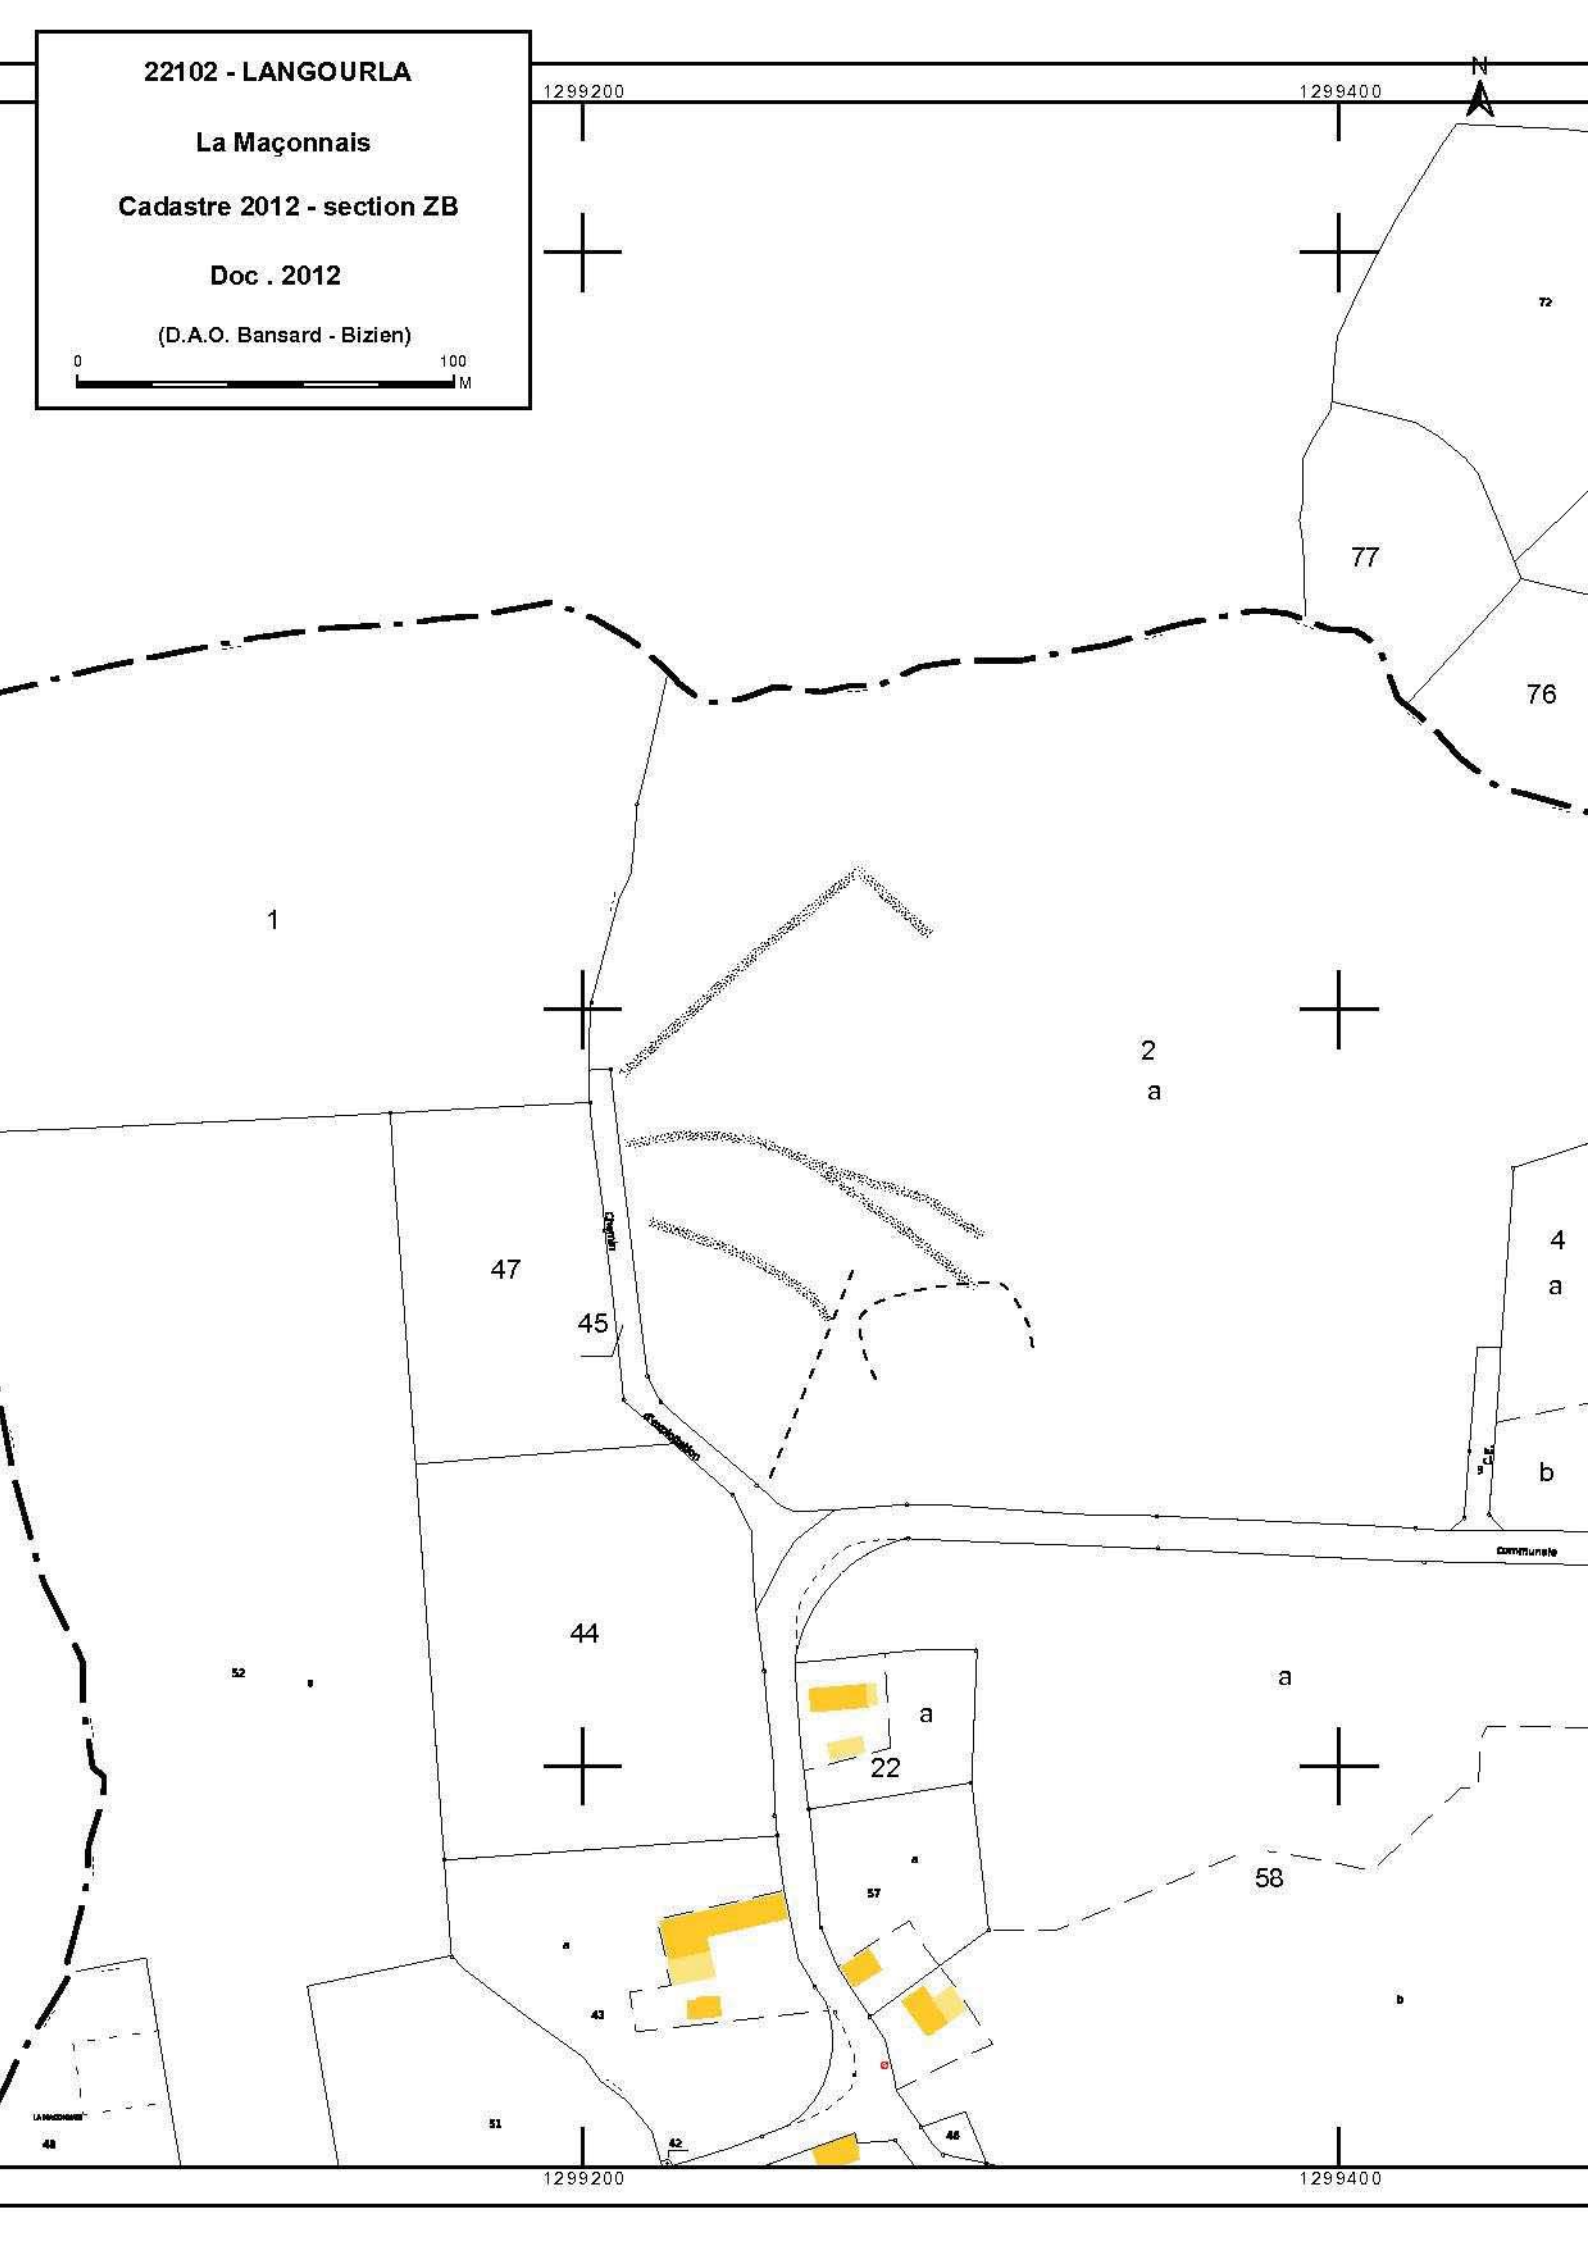 22102 - LANGOURLA
La Maçonnais
Cadastre 2012 - section ZB
Doc . 2012
(D.A.O. Bansard - Bizien)
0 100
M
1299200
1299400
N
72
77
76
1
2
a
4
a
Chemin
47
45
d'exploitation
b
C.E.
Communale
44
52
a
a
22
a
57
58
a
43
b
51
42
46
48
1299200
1299400